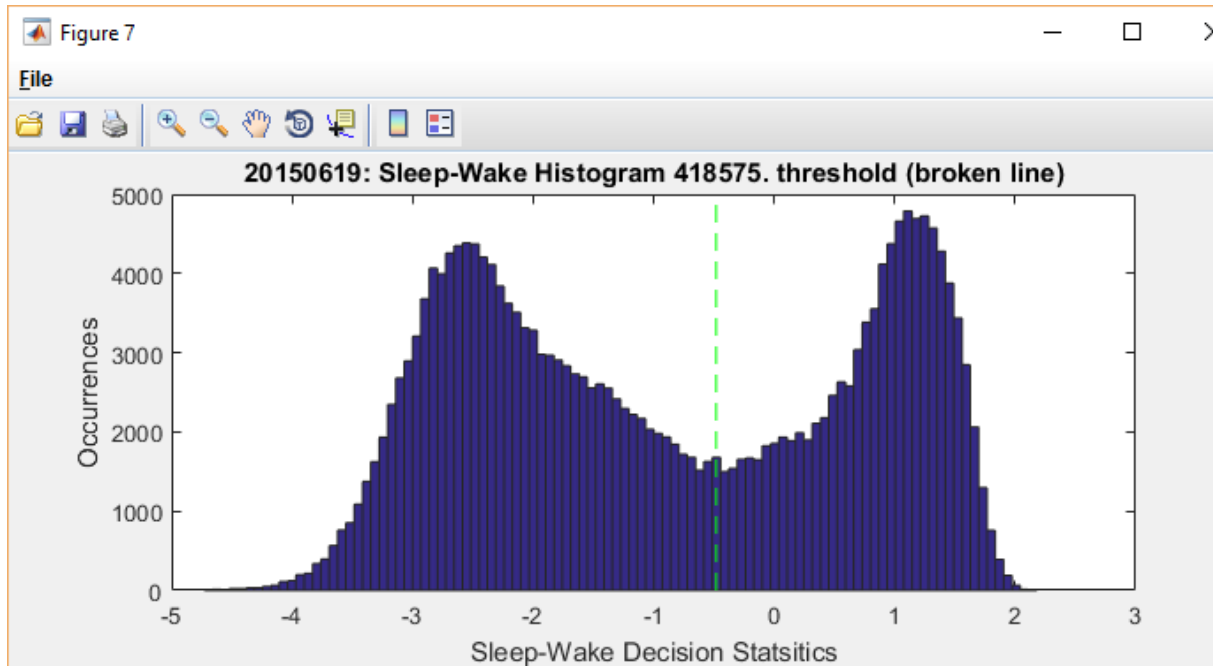 Figure 7
File
20150619: Sleep-Wake Histogram 418575. threshold (broken line)
5000
4000
3000
2000
1000
0
Occurrences
-5 -4 -3 -2 -1 0 1 2 3
Sleep-Wake Decision Statsitics